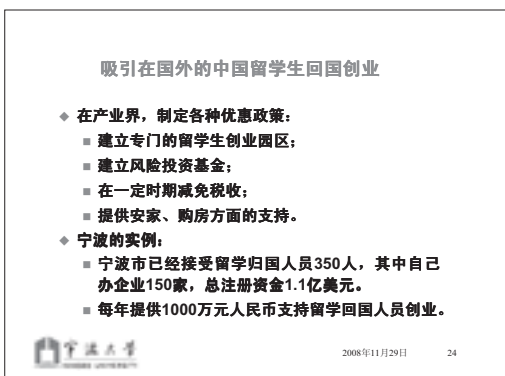 吸引在国外的中国留学生回国创业
◆ 在产业界，制定各种优惠政策：
■ 建立专门的留学生创业园区；
■ 建立风险投资基金；
■ 在一定时期减免税收；
■ 提供安家、购房方面的支持。
◆ 宁波的实例：
■ 宁波市已经接受留学归国人员350人，其中自己
办企业150家，总注册资金1.1亿美元。
■ 每年提供1000万元人民币支持留学回国人员创业。
宁波大学
NINGBO UNIVERSITY
2008年11月29日 24